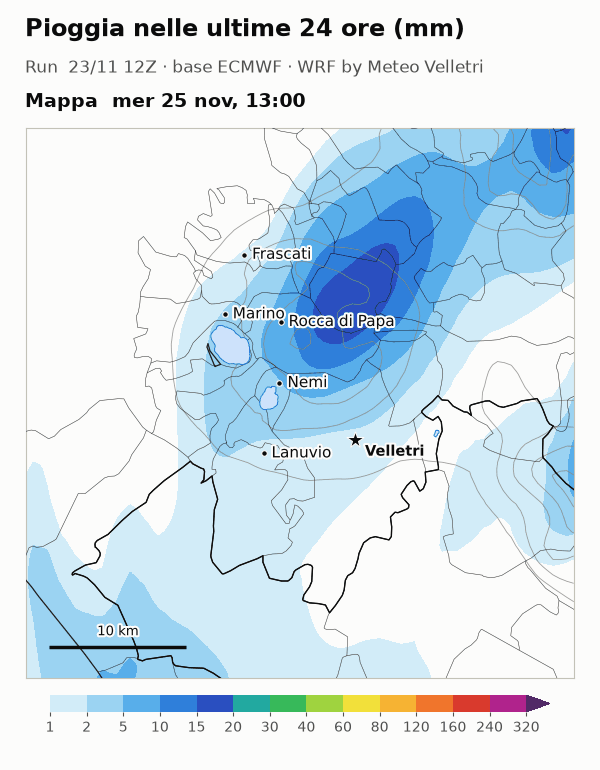 Pioggia nelle ultime 24 ore (mm)
Run  23/11 12Z · base ECMWF · WRF by Meteo Velletri
Mappa  mer 25 nov, 13:00
Frascati
Marino
Rocca di Papa
Nemi
Velletri
Lanuvio
10 km
1 2 5 10 15 20 30 40 60 80 120 160 240 320